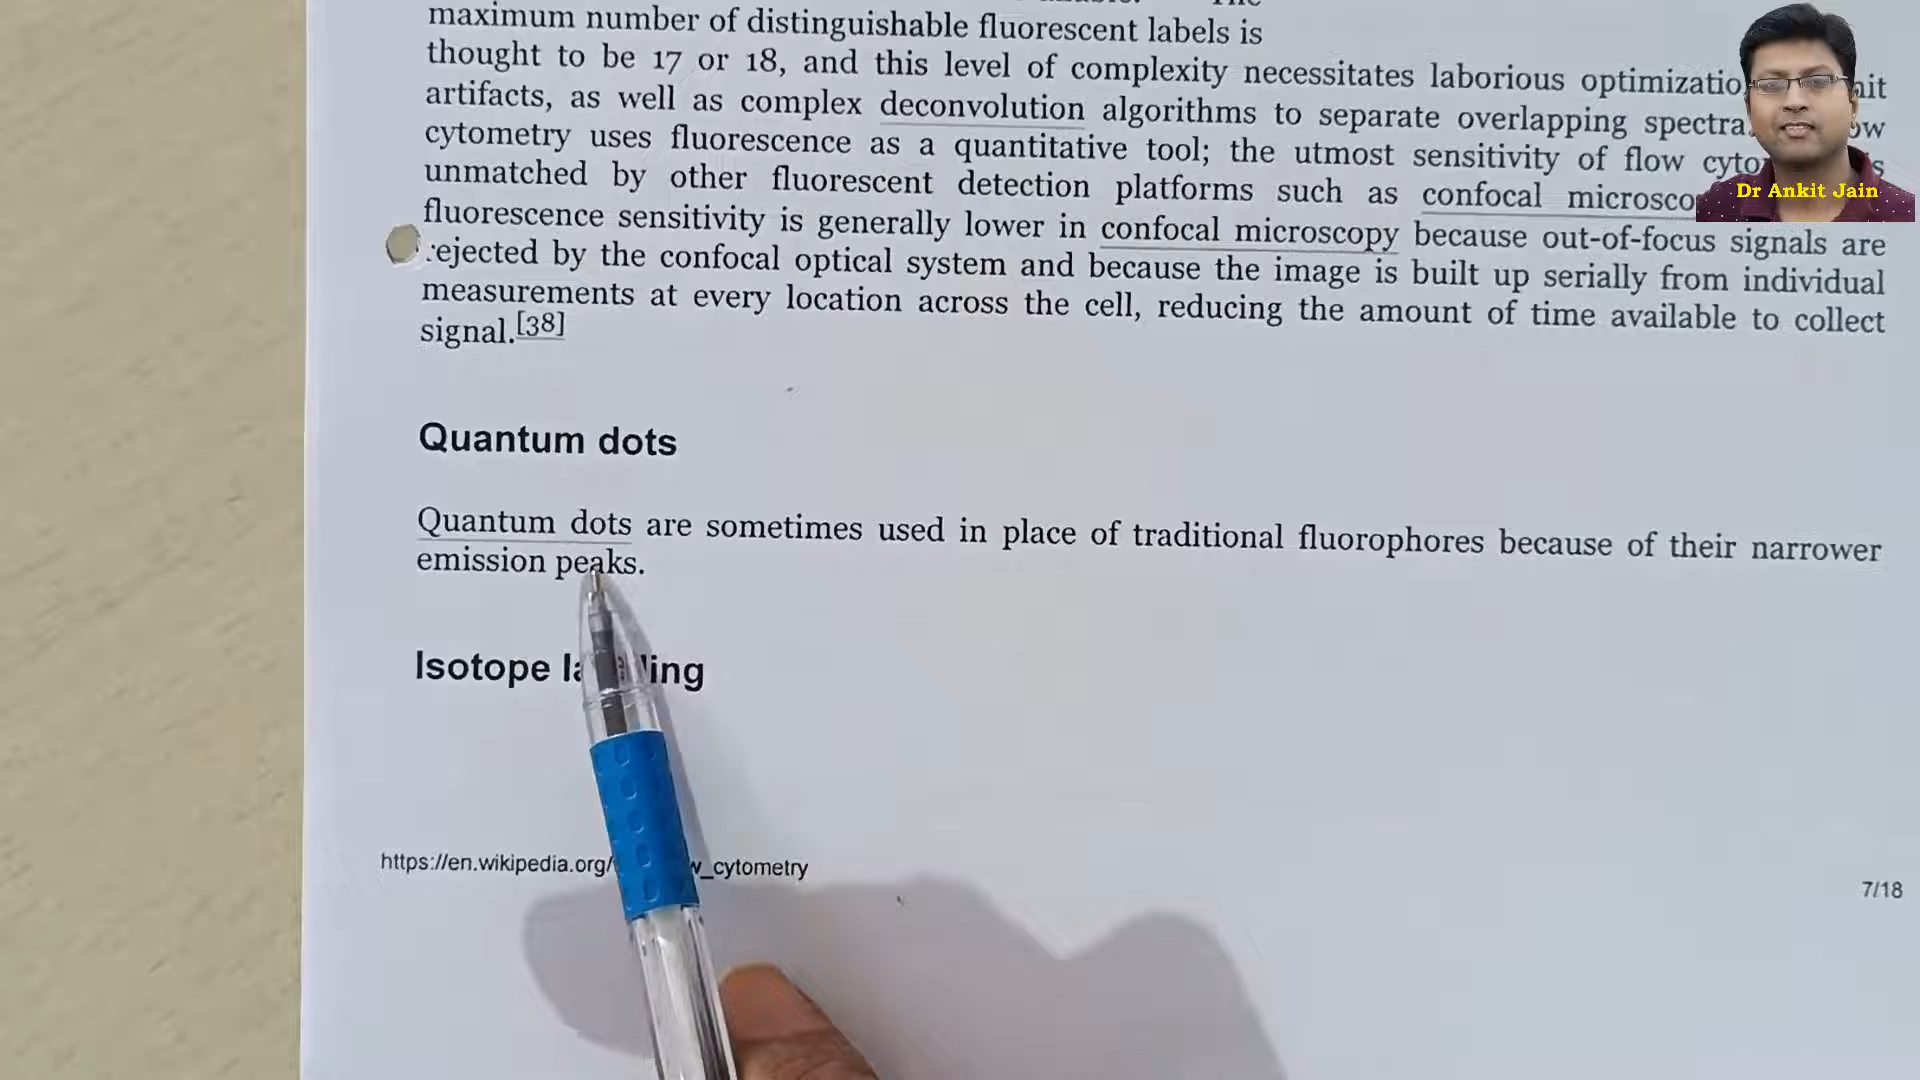 maximum number of distinguishable fluorescent labels is
thought to be 17 or 18, and this level of complexity necessitates laborious
artifacts, as well as complex deconvolution algorithms to separate overlapping spectra.
cytometry uses fluorescence as a quantitative tool; the utmost sensitivity of flow
unmatched by other fluorescent detection platforms such as confocal
fluorescence sensitivity is generally lower in confocal microscopy because out-of-focus signals are
rejected by the confocal optical system and because the image is built up serially from individual
measurements at every location across the cell, reducing the amount of time available to collect
signal.[38]
Dr Ankit Jain
Quantum dots
Quantum dots are sometimes used in place of traditional fluorophores because of their narrower
emission peaks.
Isotope
https://en.wikipedia.org/
_cytometry
7/18